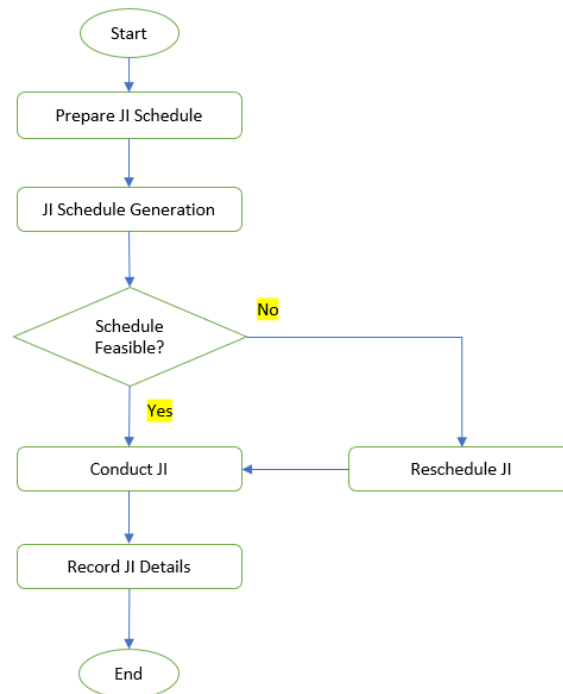 Start
Prepare JI Schedule
JI Schedule Generation
Schedule
Feasible?
No
Yes
Conduct JI
Reschedule JI
Record JI Details
End